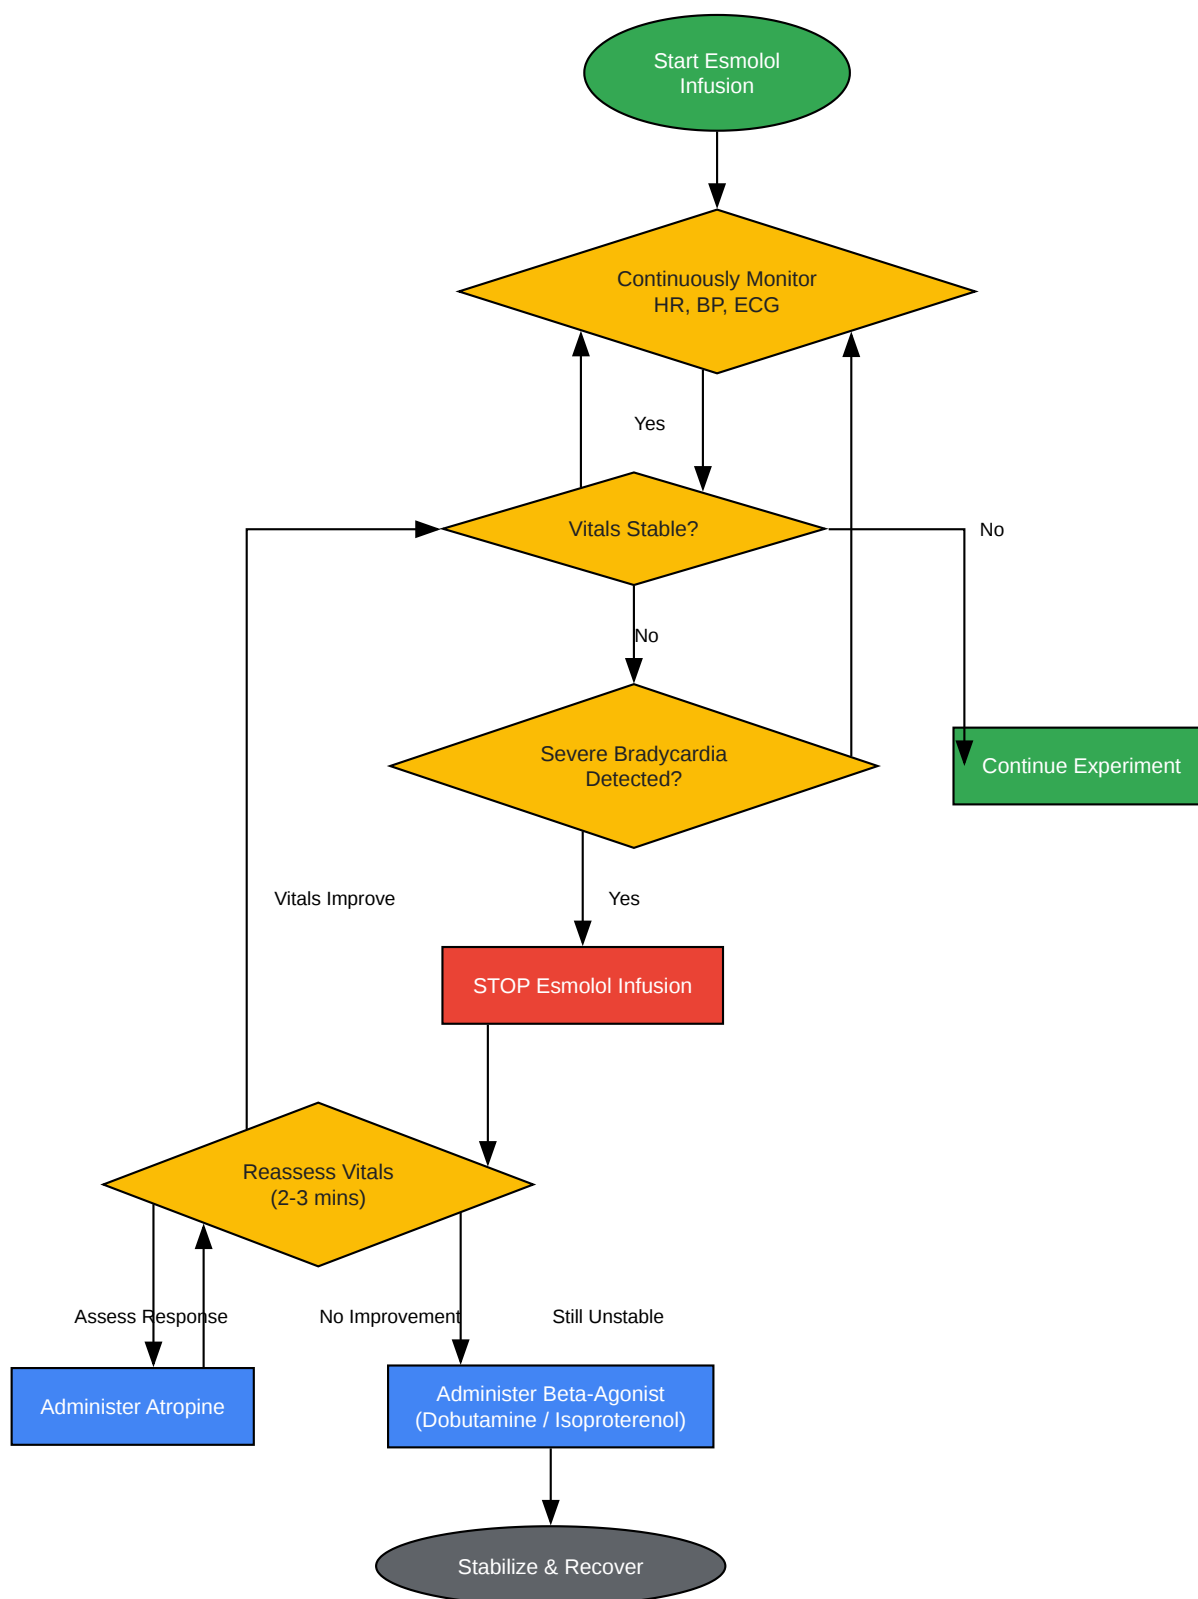 Start Esmolol
Infusion
Continuously Monitor
HR, BP, ECG
Yes
Vitals Stable?
No
No
Severe Bradycardia
Detected?
Continue Experiment
Vitals Improve
Yes
STOP Esmolol Infusion
Reassess Vitals
(2-3 mins)
Assess Response
No Improvement
Still Unstable
Administer Atropine
Administer Beta-Agonist
(Dobutamine / Isoproterenol)
Stabilize & Recover